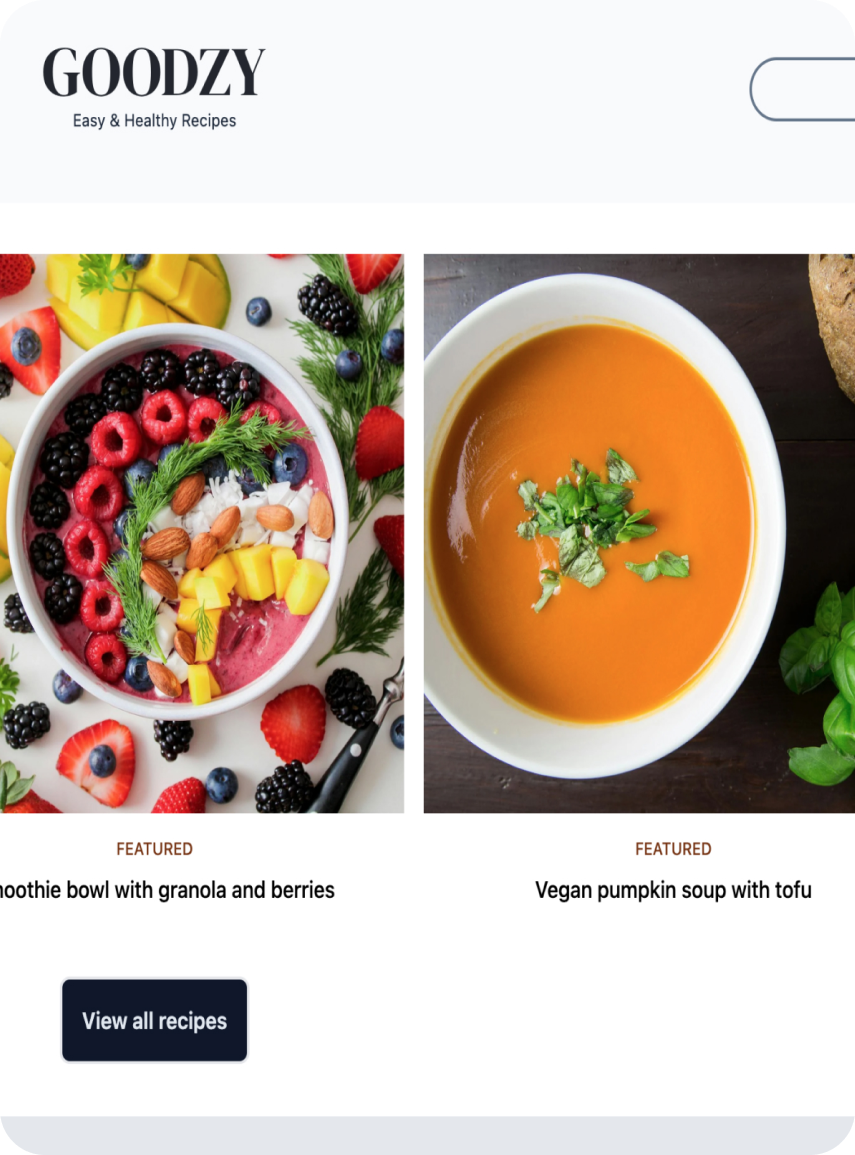 GOODZY
Easy & Healthy Recipes
FEATURED
FEATURED
bowl with granola and berries
Vegan pumpkin soup with tofu
View all recipes